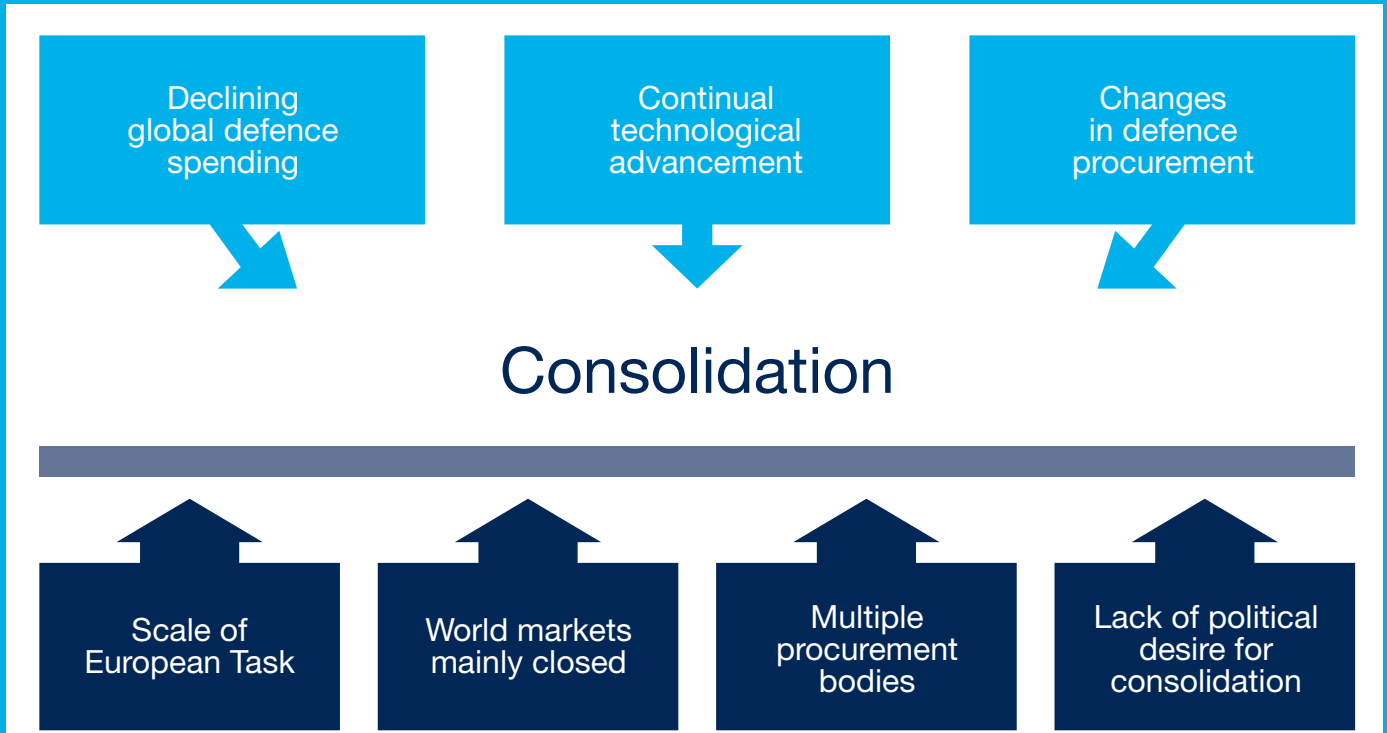 Declining
global defence
spending
Continual
technological
advancement
Changes
in defence
procurement
Consolidation
Scale of
European Task
World markets
mainly closed
Multiple
procurement
bodies
Lack of political
desire for
consolidation